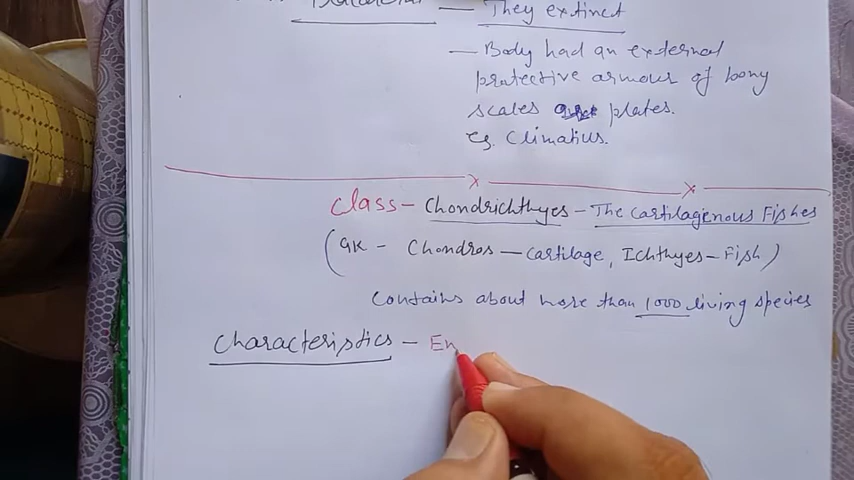 — They extinct
— Body had an external
protective armour of bony
scales plates.
eg. Climatius.
Class – Chondrichthyes – The Cartilagenous Fishes
(GK – Chondros – cartilage, Ichthyes – Fish)
Contains about more than 1000 living species
Characteristics – En